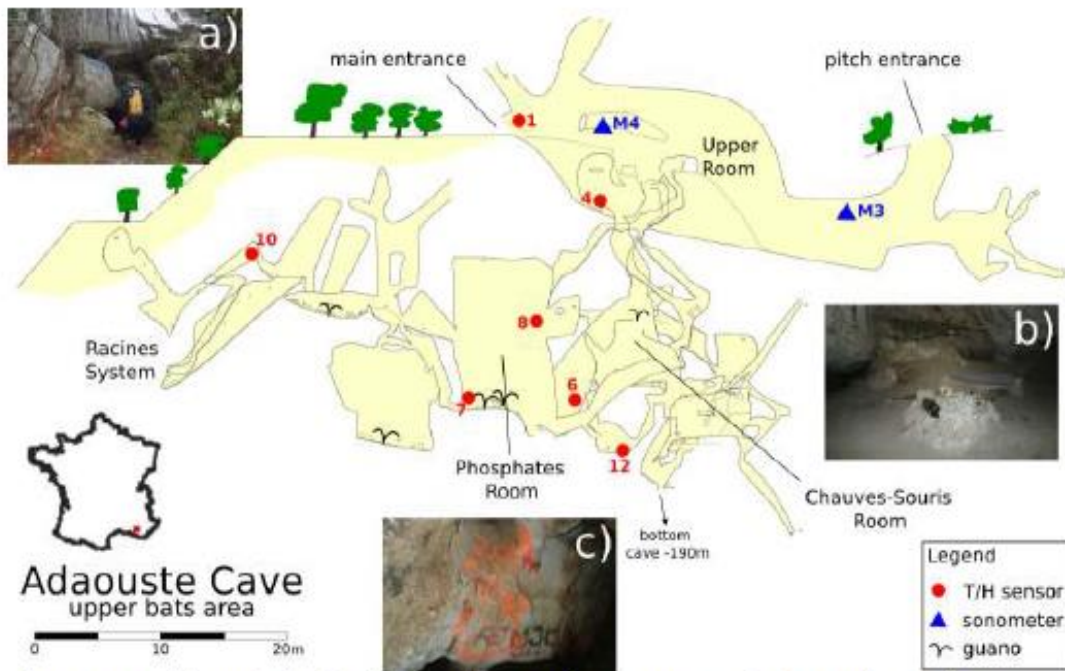 a)
main entrance
pitch entrance
1
M4
Upper
Room
4
M3
10
8
b)
Racines
System
6
7
Phosphates
Room
12
Chauves-Souris
Room
c)
bottom
cave -190m
Adaouste Cave
upper bats area
0
10
20m
Legend
T/H sensor
sonometer
guano